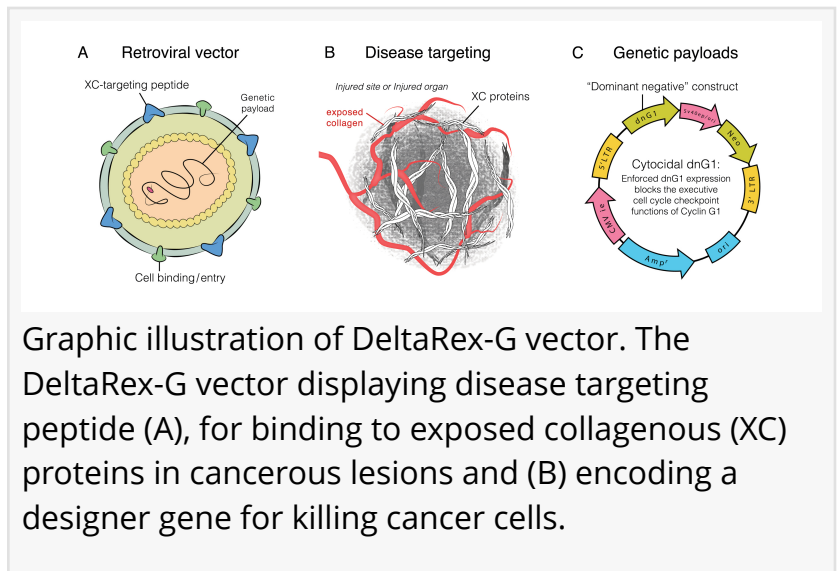 A Retroviral vector
XC-targeting peptide
Genetic
payload
Cell binding/entry
B Disease targeting
Injured site or Injured organ
exposed
collagen
XC proteins
C Genetic payloads
“Dominant negative” construct
dnG1
Neo
3' LTR
ori
Ampʳ
CMV ie
5'LTR
Cytocidal dnG1:
Enforced dnG1 expression
blocks the executive
cell cycle checkpoint
functions of Cyclin G1
Graphic illustration of DeltaRex-G vector. The
DeltaRex-G vector displaying disease targeting
peptide (A), for binding to exposed collagenous (XC)
proteins in cancerous lesions and (B) encoding a
designer gene for killing cancer cells.